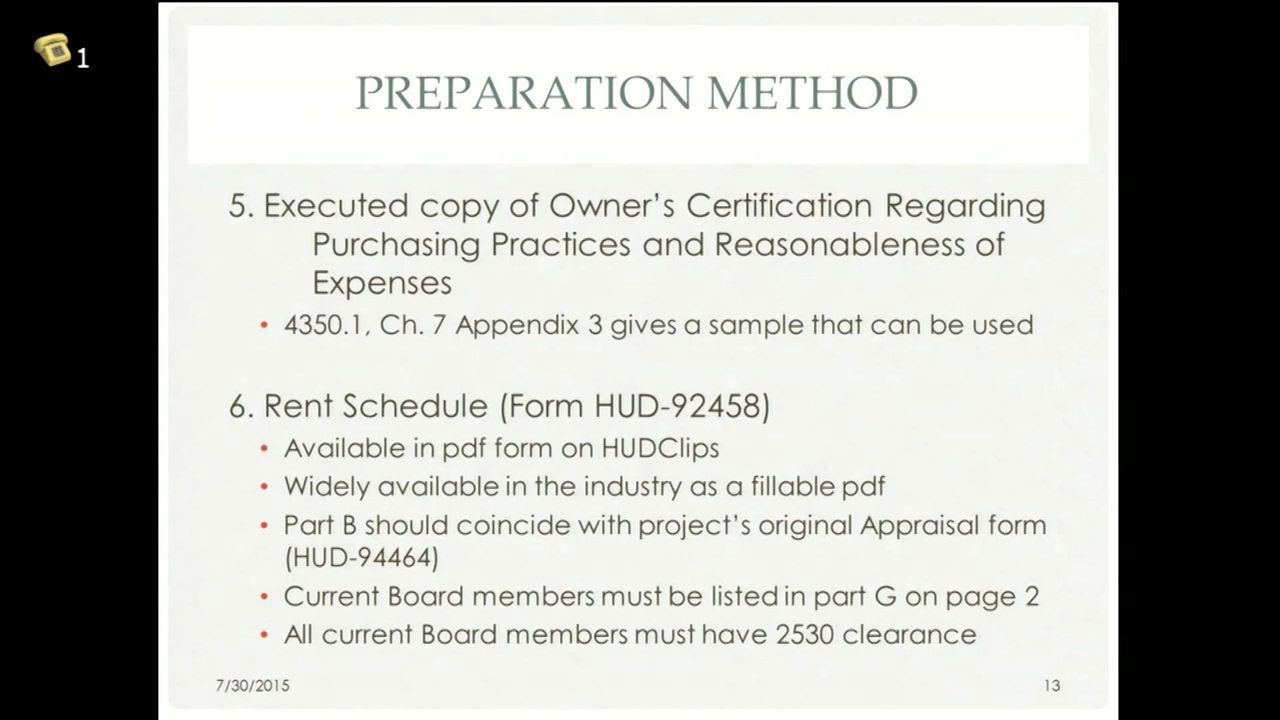 1
PREPARATION METHOD
5. Executed copy of Owner's Certification Regarding
Purchasing Practices and Reasonableness of
Expenses
• 4350.1, Ch. 7 Appendix 3 gives a sample that can be used
6. Rent Schedule (Form HUD-92458)
• Available in pdf form on HUDClips
• Widely available in the industry as a fillable pdf
• Part B should coincide with project's original Appraisal form
(HUD-94464)
• Current Board members must be listed in part G on page 2
• All current Board members must have 2530 clearance
7/30/2015
13